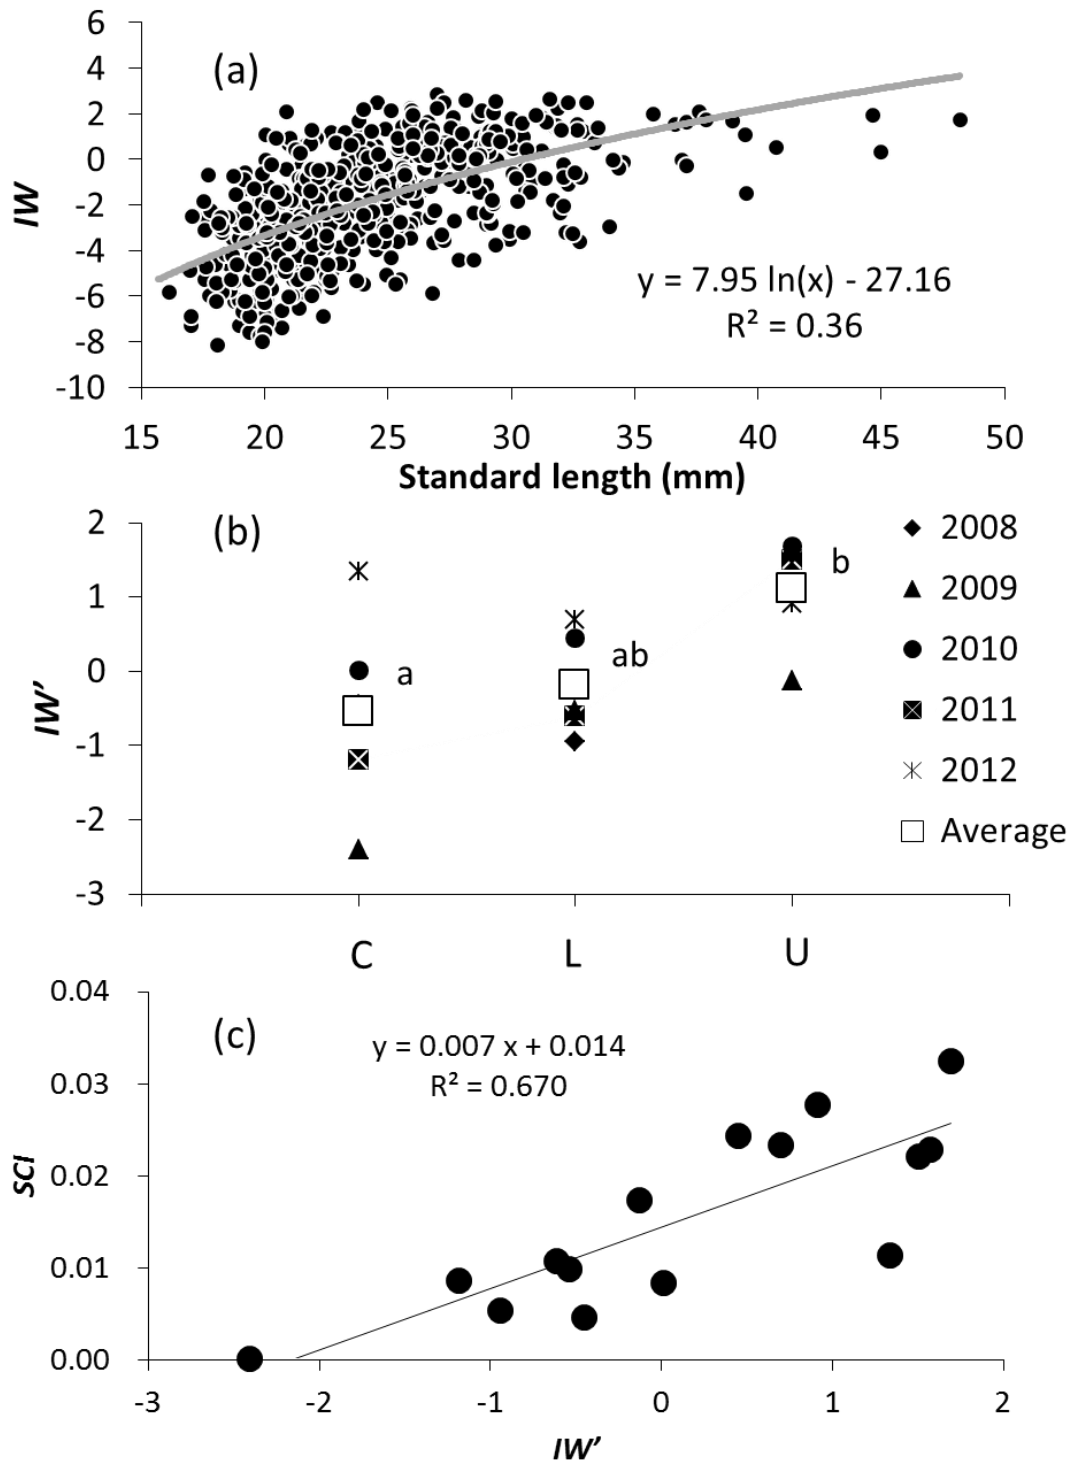 6
4
2
0
-2
-4
-6
-8
-10
IW
(a)
y = 7.95 ln(x) - 27.16
R² = 0.36
15 20 25 30 35 40 45 50
Standard length (mm)
2
1
0
-1
-2
-3
IW’
(b)
a
ab
b
2008
2009
2010
2011
2012
Average
C L U
0.04
0.03
0.02
0.01
0.00
SCI
(c)
y = 0.007 x + 0.014
R² = 0.670
-3 -2 -1 0 1 2
IW’